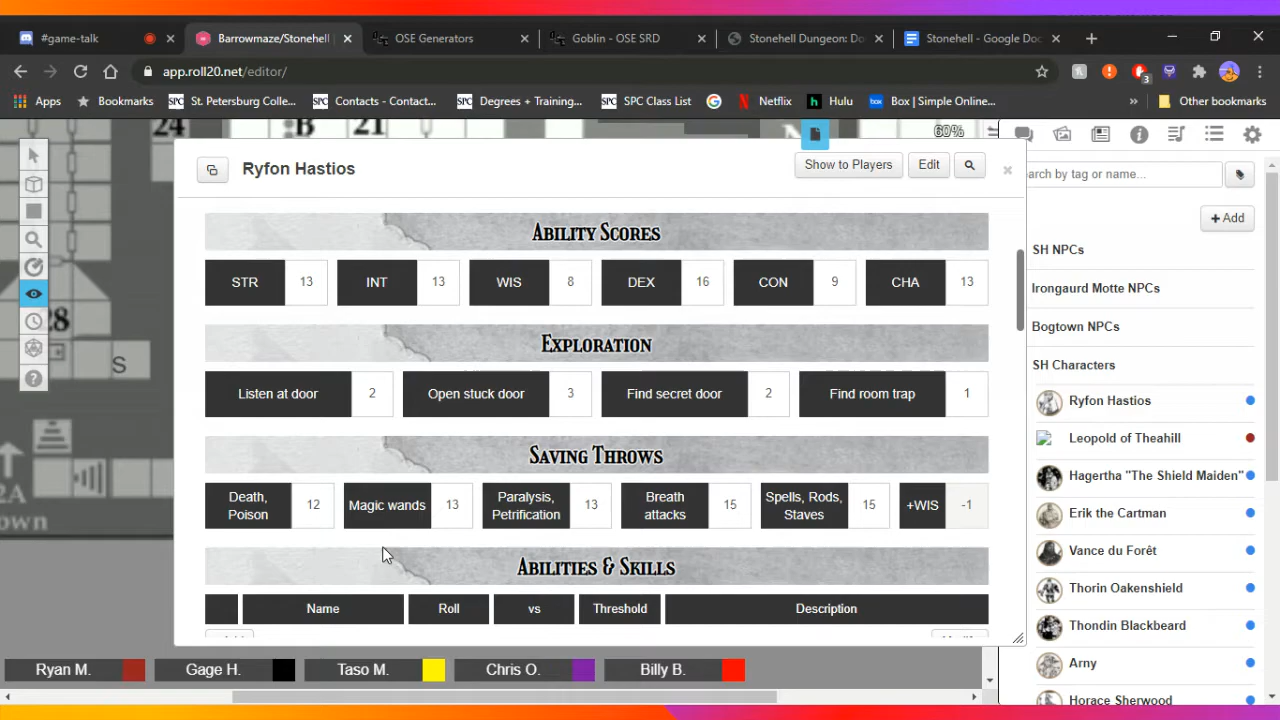 #game-talk
Barrowmaze/Stonehell
OSE Generators
Goblin - OSE SRD
Stonehell Dungeon: Do
Stonehell - Google Doc
app.roll20.net/editor/
3
Apps
Bookmarks
St. Petersburg Colle...
Contacts - Contact...
Degrees + Training...
SPC Class List
Netflix
Hulu
Box | Simple Online...
Other bookmarks
24
B
21
60%
Ryfon Hastios
Show to Players
Edit
arch by tag or name...
+ Add
ABILITY SCORES
STR 13 INT 13 WIS 8 DEX 16 CON 9 CHA 13
EXPLORATION
Listen at door 2 Open stuck door 3 Find secret door 2 Find room trap 1
SAVING THROWS
Death, Poison 12 Magic wands 13 Paralysis, Petrification 13 Breath attacks 15 Spells, Rods, Staves 15 +WIS -1
ABILITIES & SKILLS
Name Roll vs Threshold Description
SH NPCs
Irongaurd Motte NPCs
Bogtown NPCs
SH Characters
Ryfon Hastios
Leopold of Theahill
Hagertha "The Shield Maiden"
Erik the Cartman
Vance du Forêt
Thorin Oakenshield
Thondin Blackbeard
Arny
Horace Sherwood
28
S
2A
own
Ryan M.
Gage H.
Taso M.
Chris O.
Billy B.